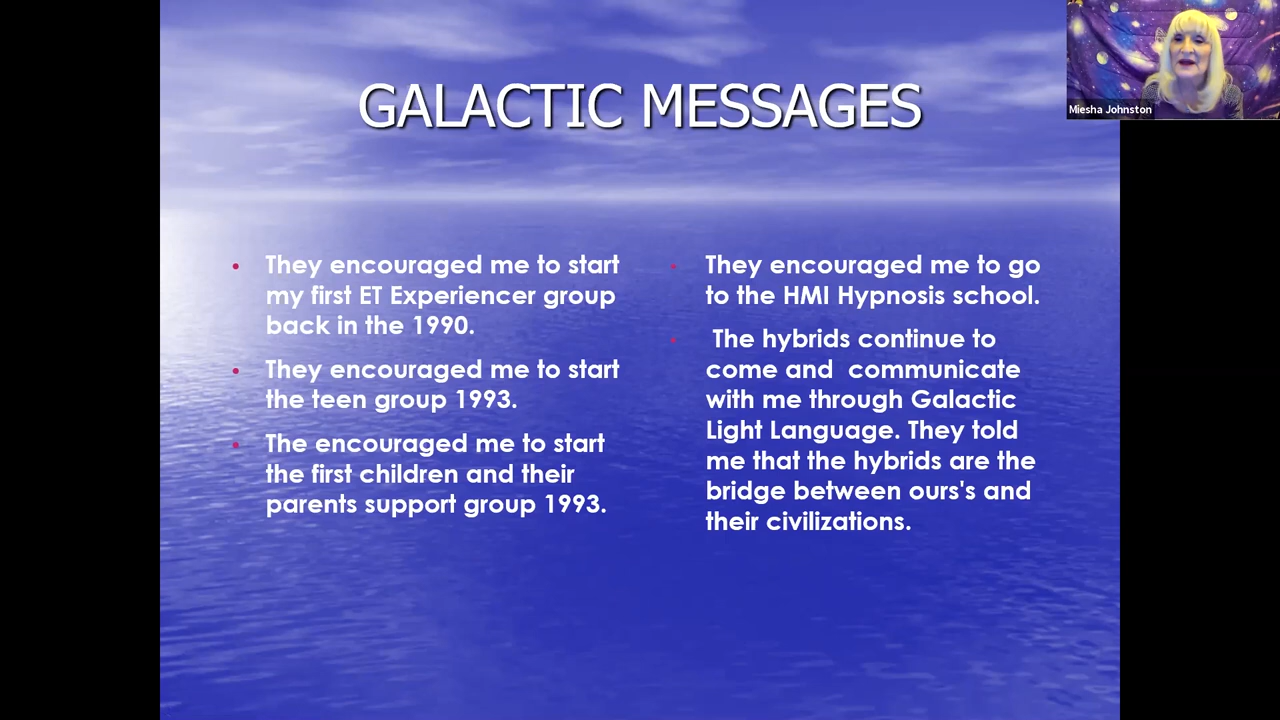 GALACTIC MESSAGES
Miesha Johnston
They encouraged me to start
my first ET Experiencer group
back in the 1990.
They encouraged me to start
the teen group 1993.
The encouraged me to start
the first children and their
parents support group 1993.
They encouraged me to go
to the HMI Hypnosis school.
The hybrids continue to
come and  communicate
with me through Galactic
Light Language. They told
me that the hybrids are the
bridge between ours's and
their civilizations.